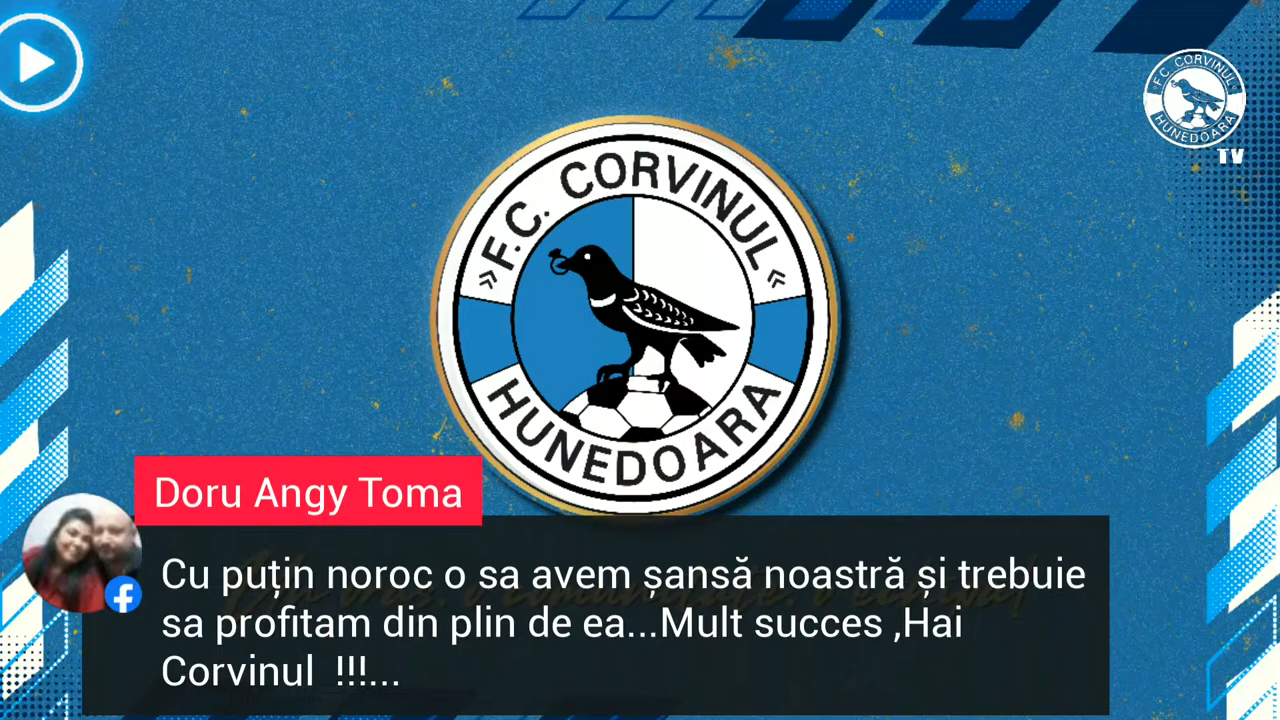 F.C. CORVINUL
HUNEDOARA
TV
» F.C. CORVINUL «
HUNEDOARA
Doru Angy Toma
Cu puțin noroc o sa avem șansă noastră și trebuie
sa profitam din plin de ea...Mult succes ,Hai
Corvinul !!!...